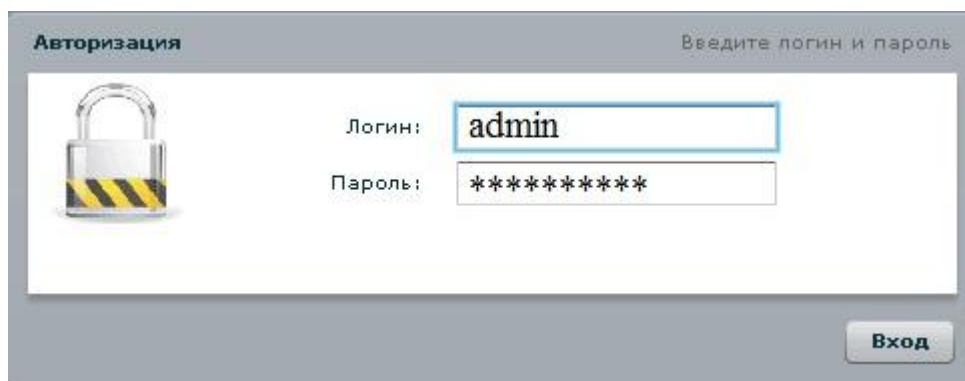 Авторизация Введите логин и пароль
Логин: admin
Пароль: **********
Вход